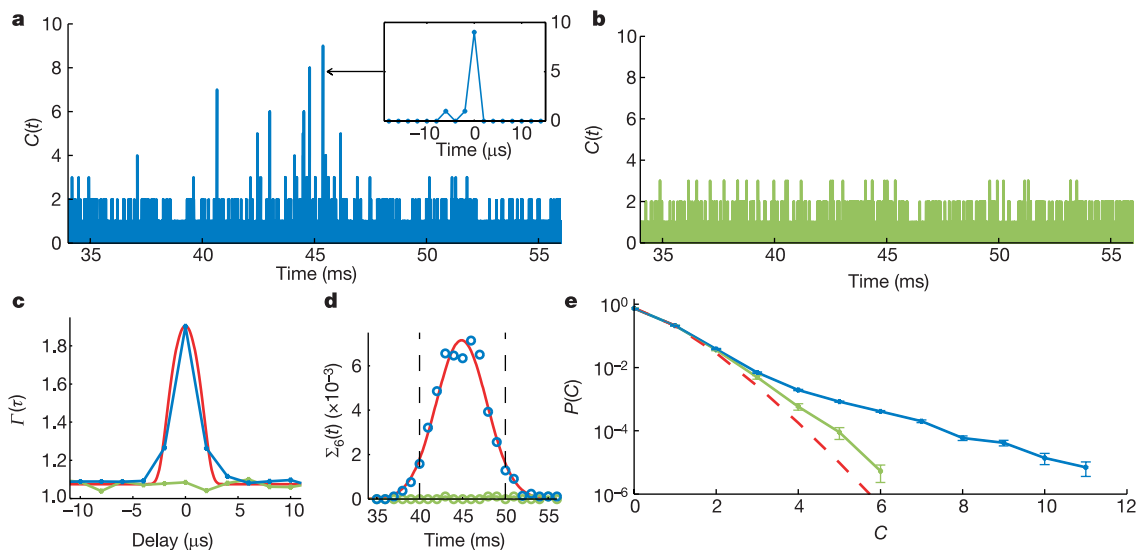 a
C(t)
10
8
6
4
2
0
35 40 45 50 55
Time (ms)
10
5
0
−10 0 10
Time (μs)
b
C(t)
10
8
6
4
2
0
35 40 45 50 55
Time (ms)
c
Γ(τ)
1.8
1.6
1.4
1.2
1.0
−10 −5 0 5 10
Delay (μs)
d
Σ₆(t) (×10⁻³)
6
4
2
0
35 40 45 50 55
Time (ms)
e
P(C)
10⁰
10⁻²
10⁻⁴
10⁻⁶
0 2 4 6 8 10 12
C